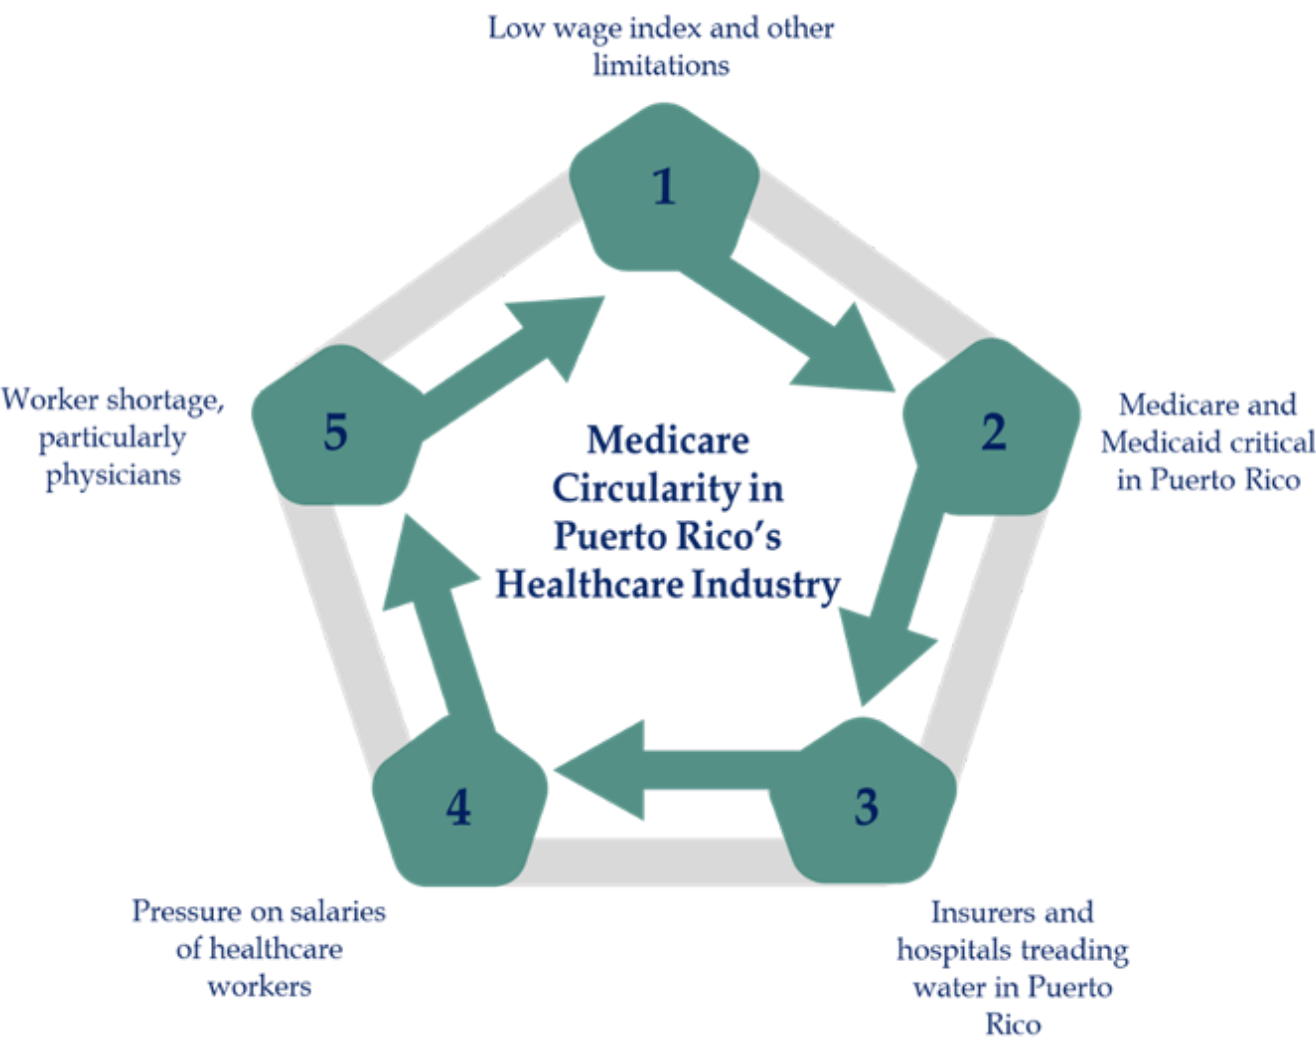 Low wage index and other
limitations
1
2
Medicare and
Medicaid critical
in Puerto Rico
3
Insurers and
hospitals treading
water in Puerto
Rico
4
Pressure on salaries
of healthcare
workers
5
Worker shortage,
particularly
physicians
Medicare
Circularity in
Puerto Rico’s
Healthcare Industry